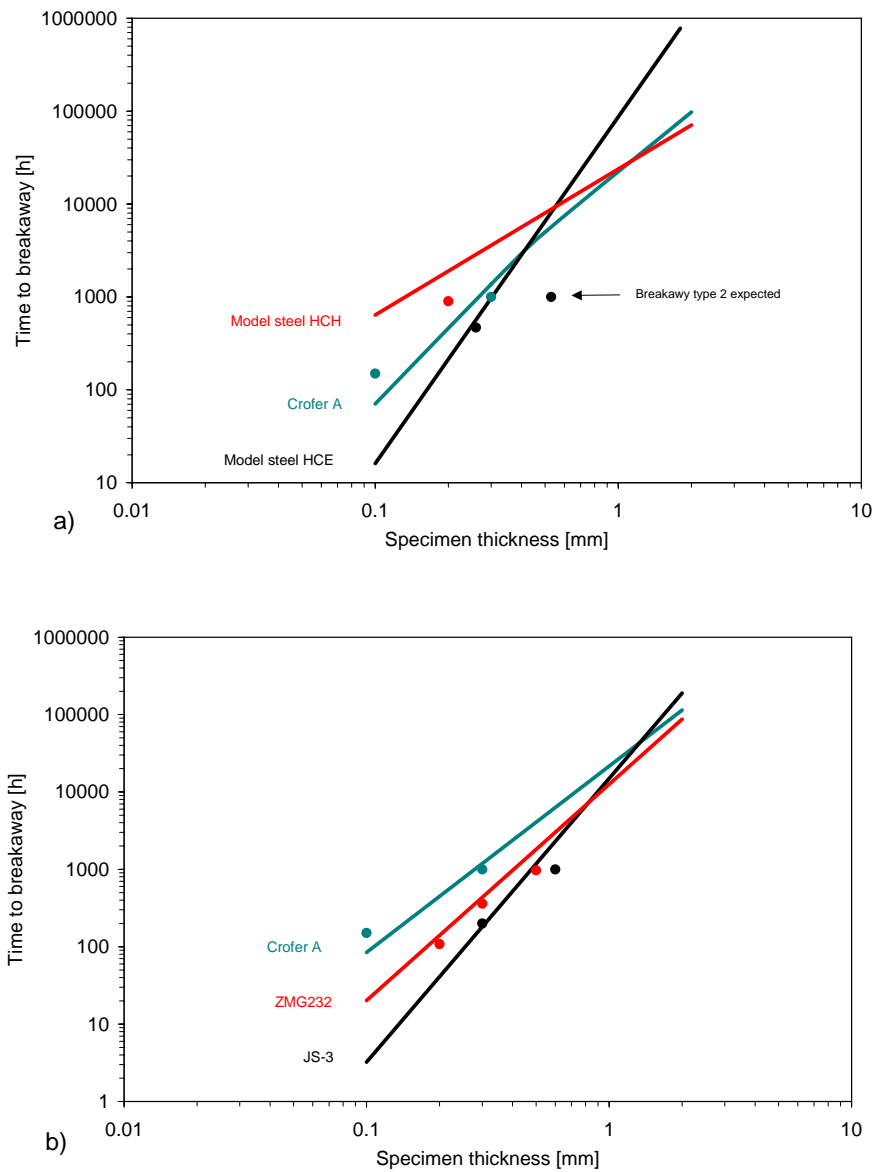 1000000
100000
10000
1000
100
10
Time to breakaway [h]
Model steel HCH
Crofer A
Model steel HCE
Breakawy type 2 expected
0.01
0.1
1
10
Specimen thickness [mm]
a)
1000000
100000
10000
1000
100
10
1
Time to breakaway [h]
Crofer A
ZMG232
JS-3
0.01
0.1
1
10
Specimen thickness [mm]
b)